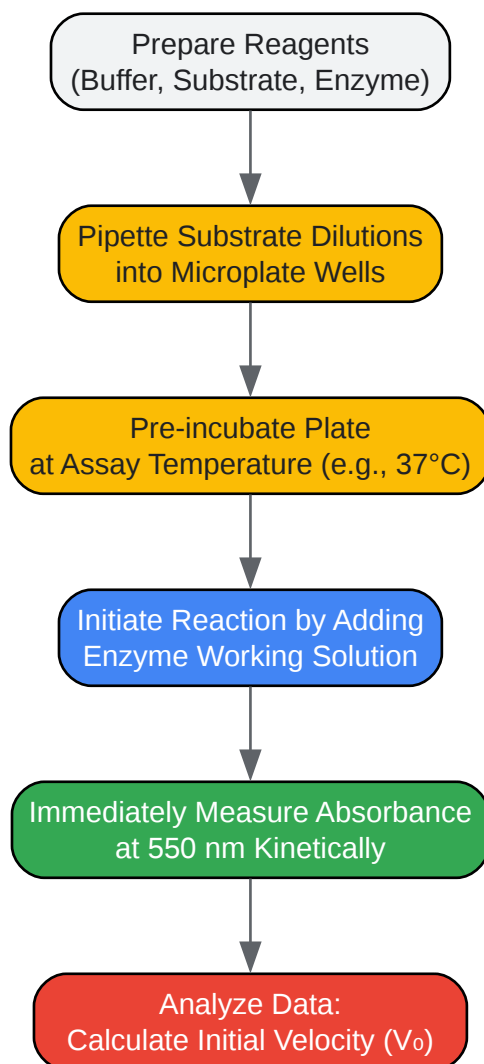 Prepare Reagents
(Buffer, Substrate, Enzyme)
Pipette Substrate Dilutions
into Microplate Wells
Pre-incubate Plate
at Assay Temperature (e.g., 37°C)
Initiate Reaction by Adding
Enzyme Working Solution
Immediately Measure Absorbance
at 550 nm Kinetically
Analyze Data:
Calculate Initial Velocity (V₀)